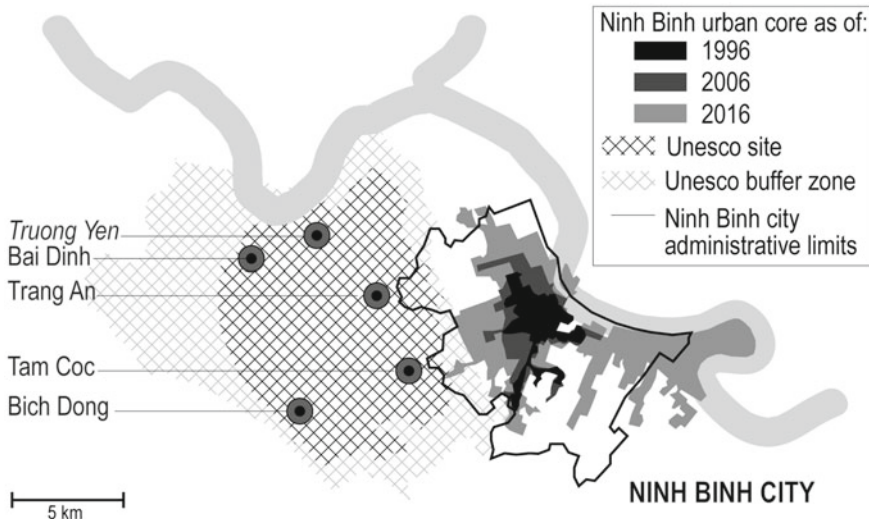 Ninh Binh urban core as of:
1996
2006
2016
Unesco site
Unesco buffer zone
Ninh Binh city
administrative limits
Truong Yen
Bai Dinh
Trang An
Tam Coc
Bich Dong
5 km
NINH BINH CITY